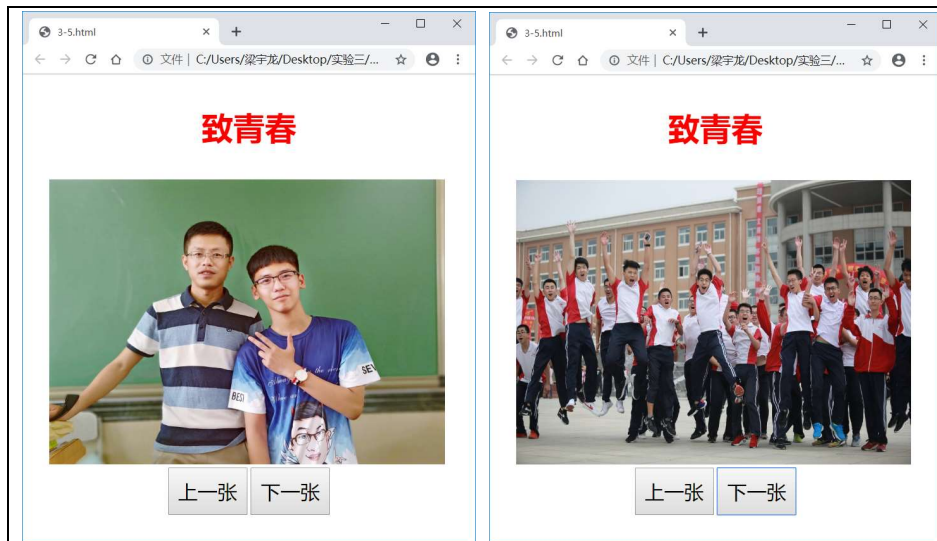 3-5.html
文件 | C:/Users/梁宇龙/Desktop/实验三/...
致青春
BEST
SEV
上一张 下一张
3-5.html
文件 | C:/Users/梁宇龙/Desktop/实验三/...
致青春
上一张 下一张